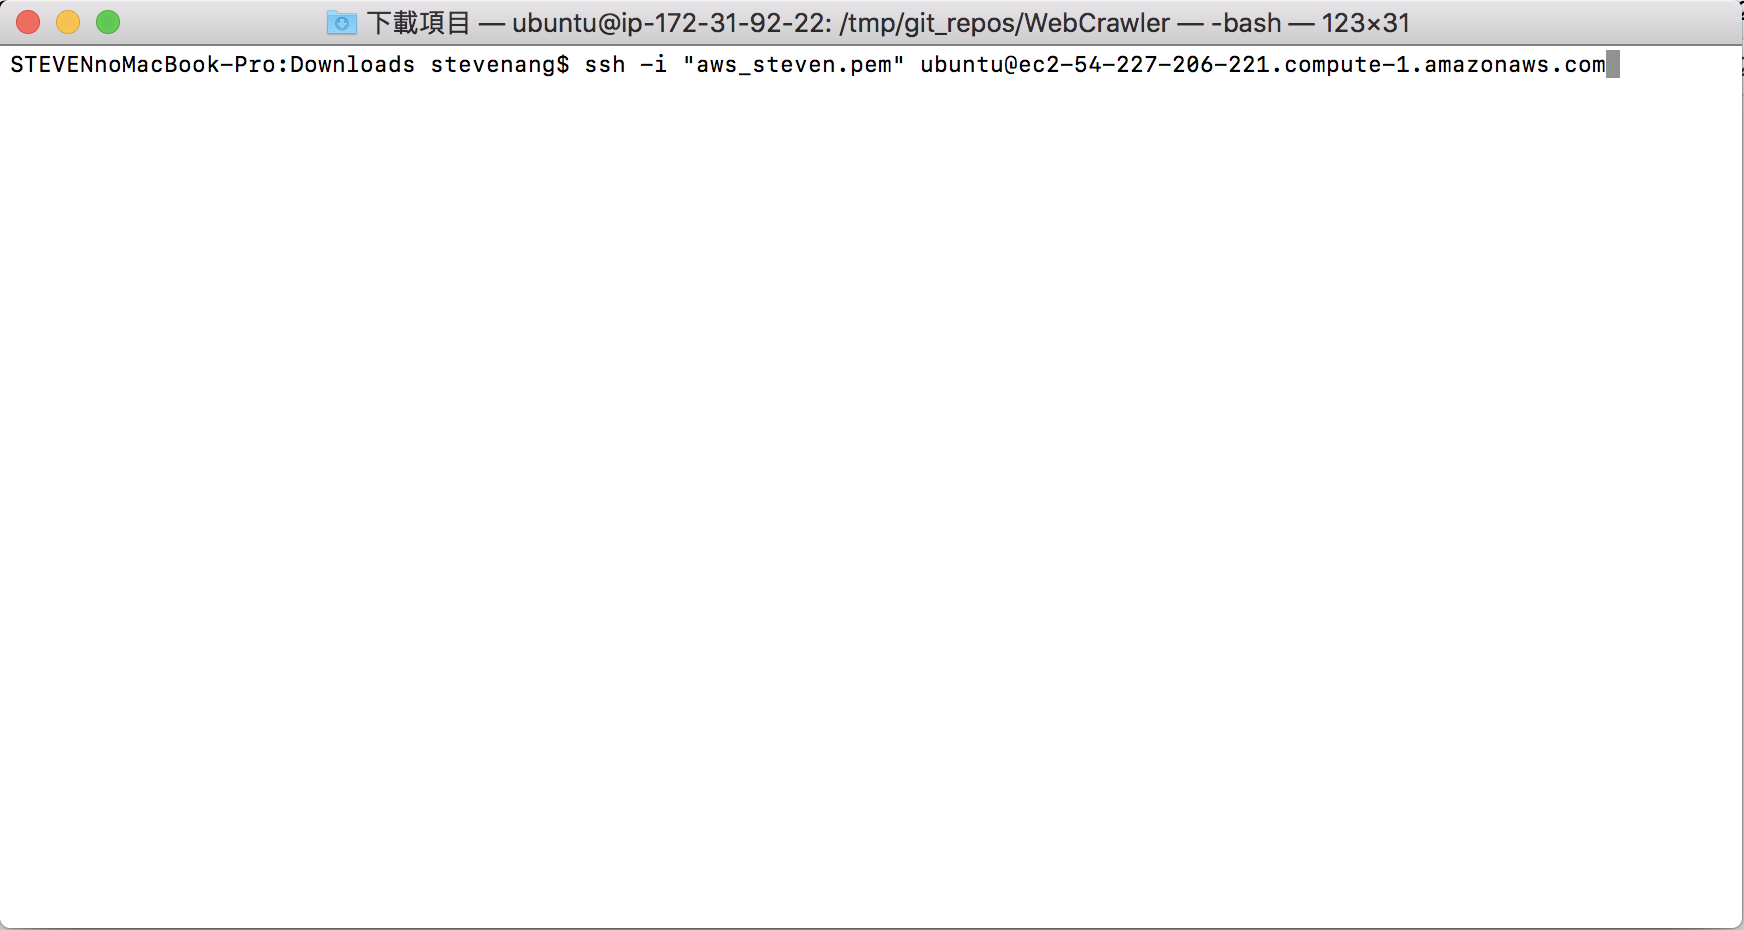 下載項目 — ubuntu@ip-172-31-92-22: /tmp/git_repos/WebCrawler — -bash — 123×31
STEVENnoMacBook-Pro:Downloads stevenang$ ssh -i "aws_steven.pem" ubuntu@ec2-54-227-206-221.compute-1.amazonaws.com